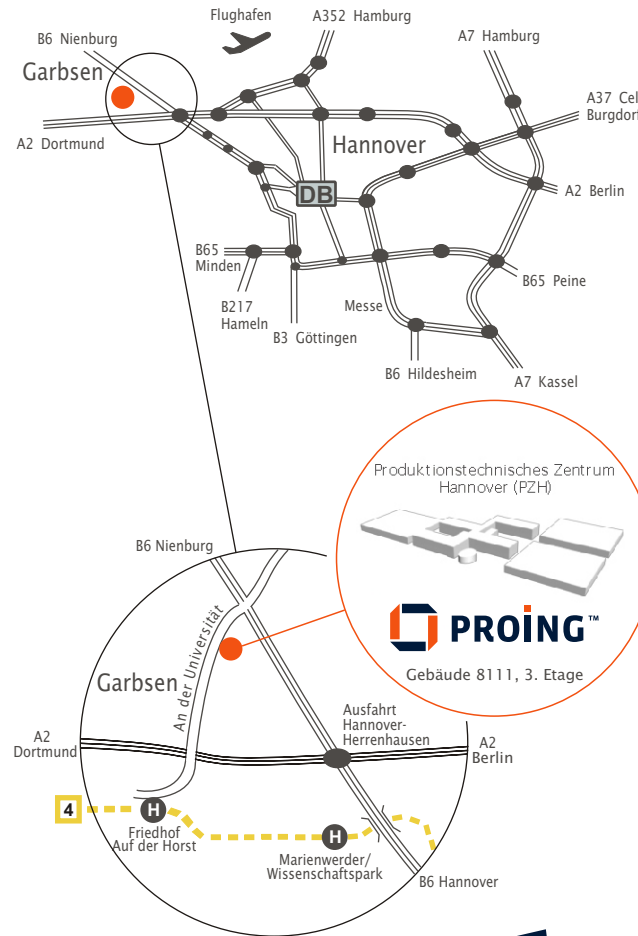 Flughafen
A352 Hamburg
B6 Nienburg
A7 Hamburg
Garbsen
A37 Cel
Burgdorf
A2 Dortmund
Hannover
DB
A2 Berlin
B65
Minden
B65 Peine
B217
Hameln
Messe
B3 Göttingen
B6 Hildesheim
A7 Kassel
Produktionstechnisches Zentrum
Hannover (PZH)
PROiNG™
Gebäude 8111, 3. Etage
B6 Nienburg
An der Universität
Garbsen
Ausfahrt
Hannover-
Herrenhausen
A2
Dortmund
A2
Berlin
4
H
Friedhof
Auf der Horst
H
Marienwerder/
Wissenschaftspark
B6 Hannover